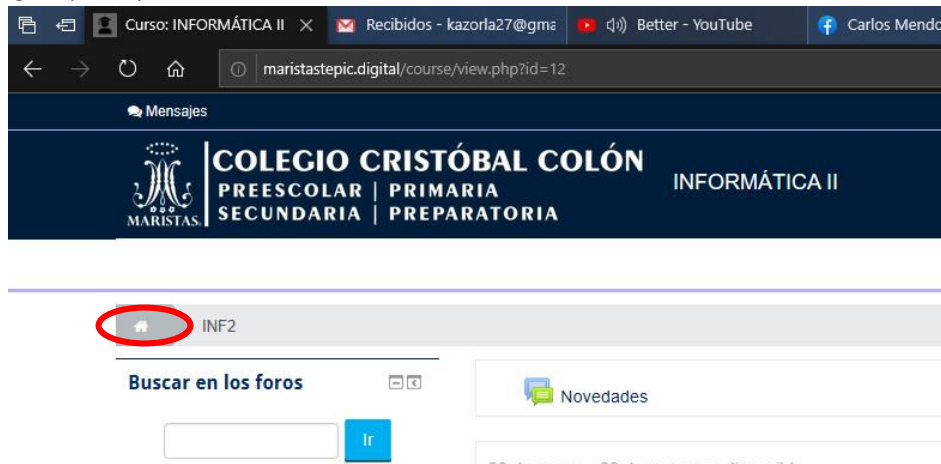 Curso: INFORMÁTICA II
Recibidos - kazorla27@gma
Better - YouTube
Carlos Mendo
maristastepic.digital/course/view.php?id=12
Mensajes
MARISTAS.
COLEGIO CRISTÓBAL COLÓN
PREESCOLAR | PRIMARIA
SECUNDARIA | PREPARATORIA
INFORMÁTICA II
INF2
Buscar en los foros
Novedades
Ir